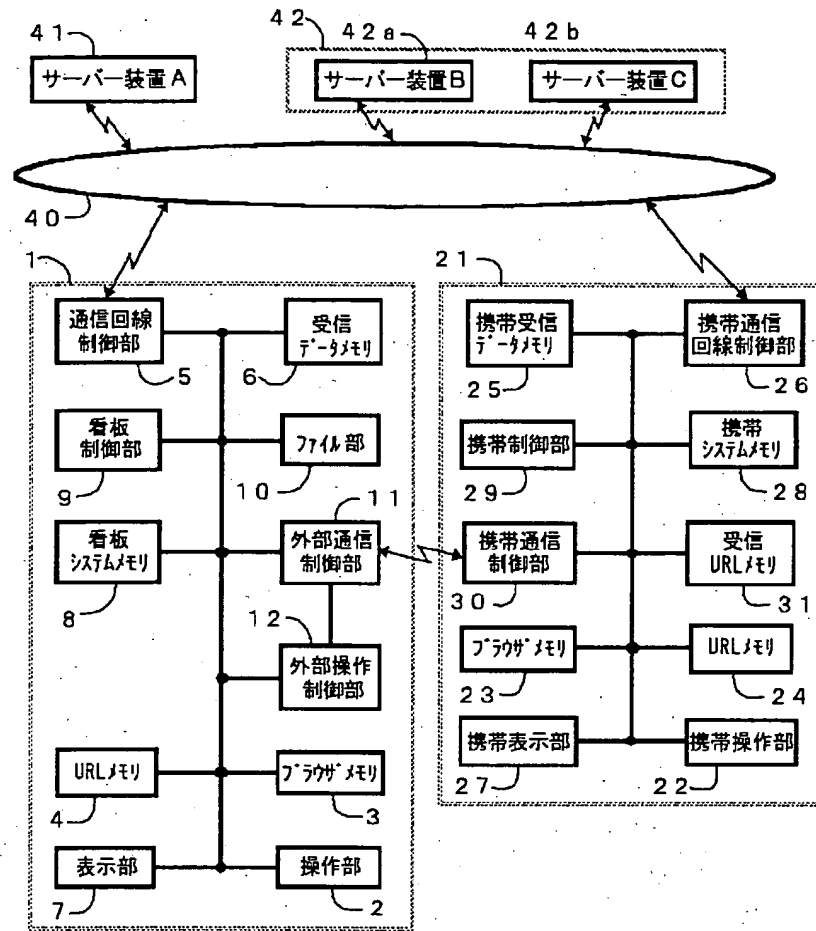 41
サーバー装置A
42
42a
42b
サーバー装置B
サーバー装置C
40
1
通信回線
制御部
5
受信
データメモリ
6
看板
制御部
9
ファイル部
10
11
看板
システムメモリ
8
外部通信
制御部
12
外部操作
制御部
URLメモリ
4
ブラウザメモリ
3
表示部
7
操作部
2
21
携帯受信
データメモリ
25
携帯通信
回線制御部
26
携帯制御部
29
携帯
システムメモリ
28
携帯通信
制御部
30
受信
URLメモリ
31
ブラウザメモリ
23
URLメモリ
24
携帯表示部
27
携帯操作部
22